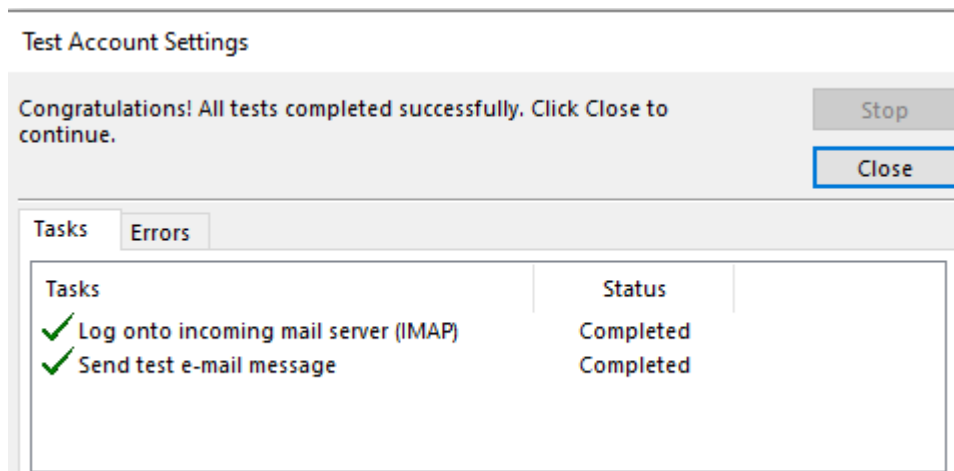 Test Account Settings
Congratulations! All tests completed successfully. Click Close to
continue.
Stop
Close
Tasks
Errors
Tasks
Status
Log onto incoming mail server (IMAP)
Completed
Send test e-mail message
Completed